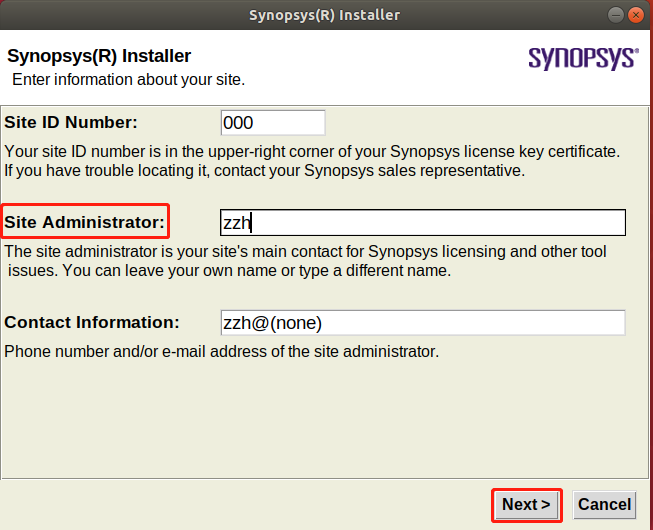 Synopsys(R) Installer
Synopsys(R) Installer
SYNOPSYS®
Enter information about your site.
Site ID Number: 000
Your site ID number is in the upper-right corner of your Synopsys license key certificate.
If you have trouble locating it, contact your Synopsys sales representative.
Site Administrator: zzh
The site administrator is your site's main contact for Synopsys licensing and other tool
issues. You can leave your own name or type a different name.
Contact Information: zzh@(none)
Phone number and/or e-mail address of the site administrator.
Next > Cancel